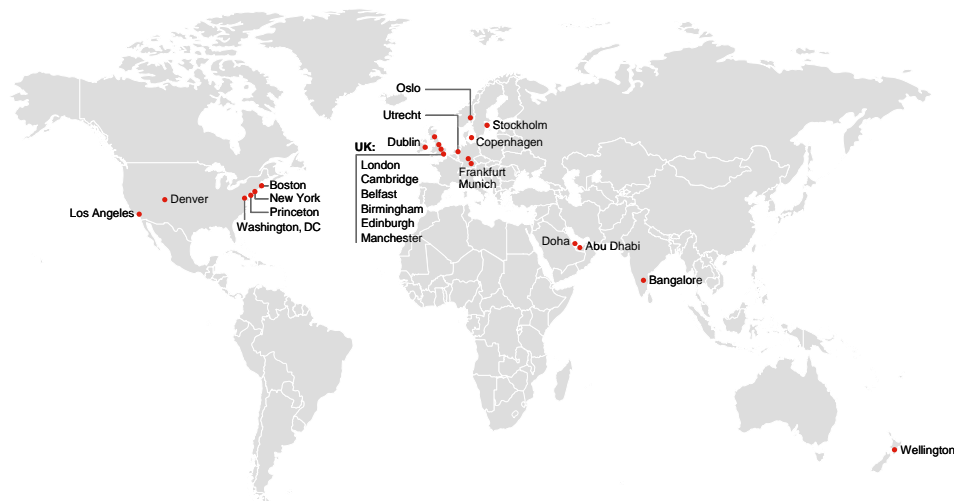 Oslo
Utrecht
Stockholm
UK:
Dublin
Copenhagen
London
Cambridge
Belfast
Birmingham
Edinburgh
Manchester
Frankfurt
Munich
Boston
New York
Princeton
Washington, DC
Denver
Los Angeles
Doha
Abu Dhabi
Bangalore
Wellington